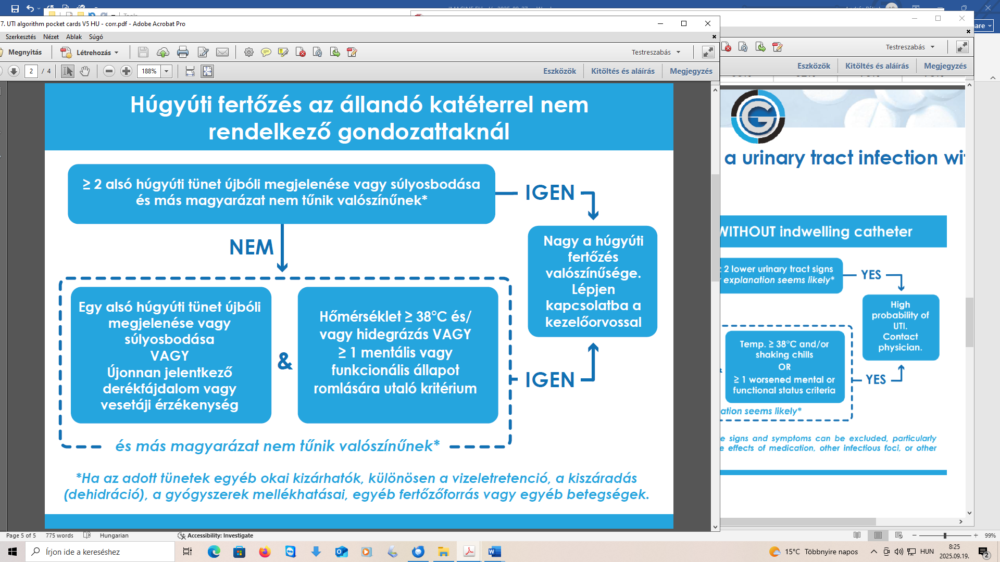 7. UTI algorithm pocket cards V5 HU - corr.pdf - Adobe Acrobat Pro
Szerkesztés Nézet Ablak Súgó
Megnyitás Létrehozás Testreszabás
2 / 4 188% Eszközök Kitöltés és aláírás Megjegyzés
Húgyúti fertőzés az állandó katéterrel nem
rendelkező gondozattaknál
≥ 2 alsó húgyúti tünet újbóli megjelenése vagy súlyosbodása
és más magyarázat nem tűnik valószínűnek*
IGEN
NEM
Nagy a húgyúti
fertőzés
valószínűsége.
Lépjen
kapcsolatba a
kezelőorvossal
Egy alsó húgyúti tünet újbóli
megjelenése vagy
súlyosbodása
VAGY
Újonnan jelentkező
derékfájdalom vagy
vesetáji érzékenység
&
Hőmérséklet ≥ 38°C és/
vagy hidegrázás VAGY
≥ 1 mentális vagy
funkcionális állapot
romlására utaló kritérium
IGEN
és más magyarázat nem tűnik valószínűnek*
*Ha az adott tünetek egyéb okai kizárhatók, különösen a vizeletretenció, a kiszáradás
(dehidráció), a gyógyszerek mellékhatásai, egyéb fertőzőforrás vagy egyéb betegségek.
Testreszabás
Eszközök Kitöltés és aláírás Megjegyzés
G
a urinary tract infection
WITHOUT indwelling catheter
2 lower urinary tract signs
explanation seems likely*
YES
High
probability of
UTI.
Contact
physician.
Temp. ≥ 38°C and/or
shaking chills
OR
≥ 1 worsened mental or
functional status criteria
YES
seems likely*
signs and symptoms can be excluded, particularly
effects of medication, other infectious foci, or other
Page 5 of 5 775 words Hungarian Accessibility: Investigate 99%
Írjon ide a kereséshez
15°C Többnyire napos HUN
8:25
2025.09.19.
2